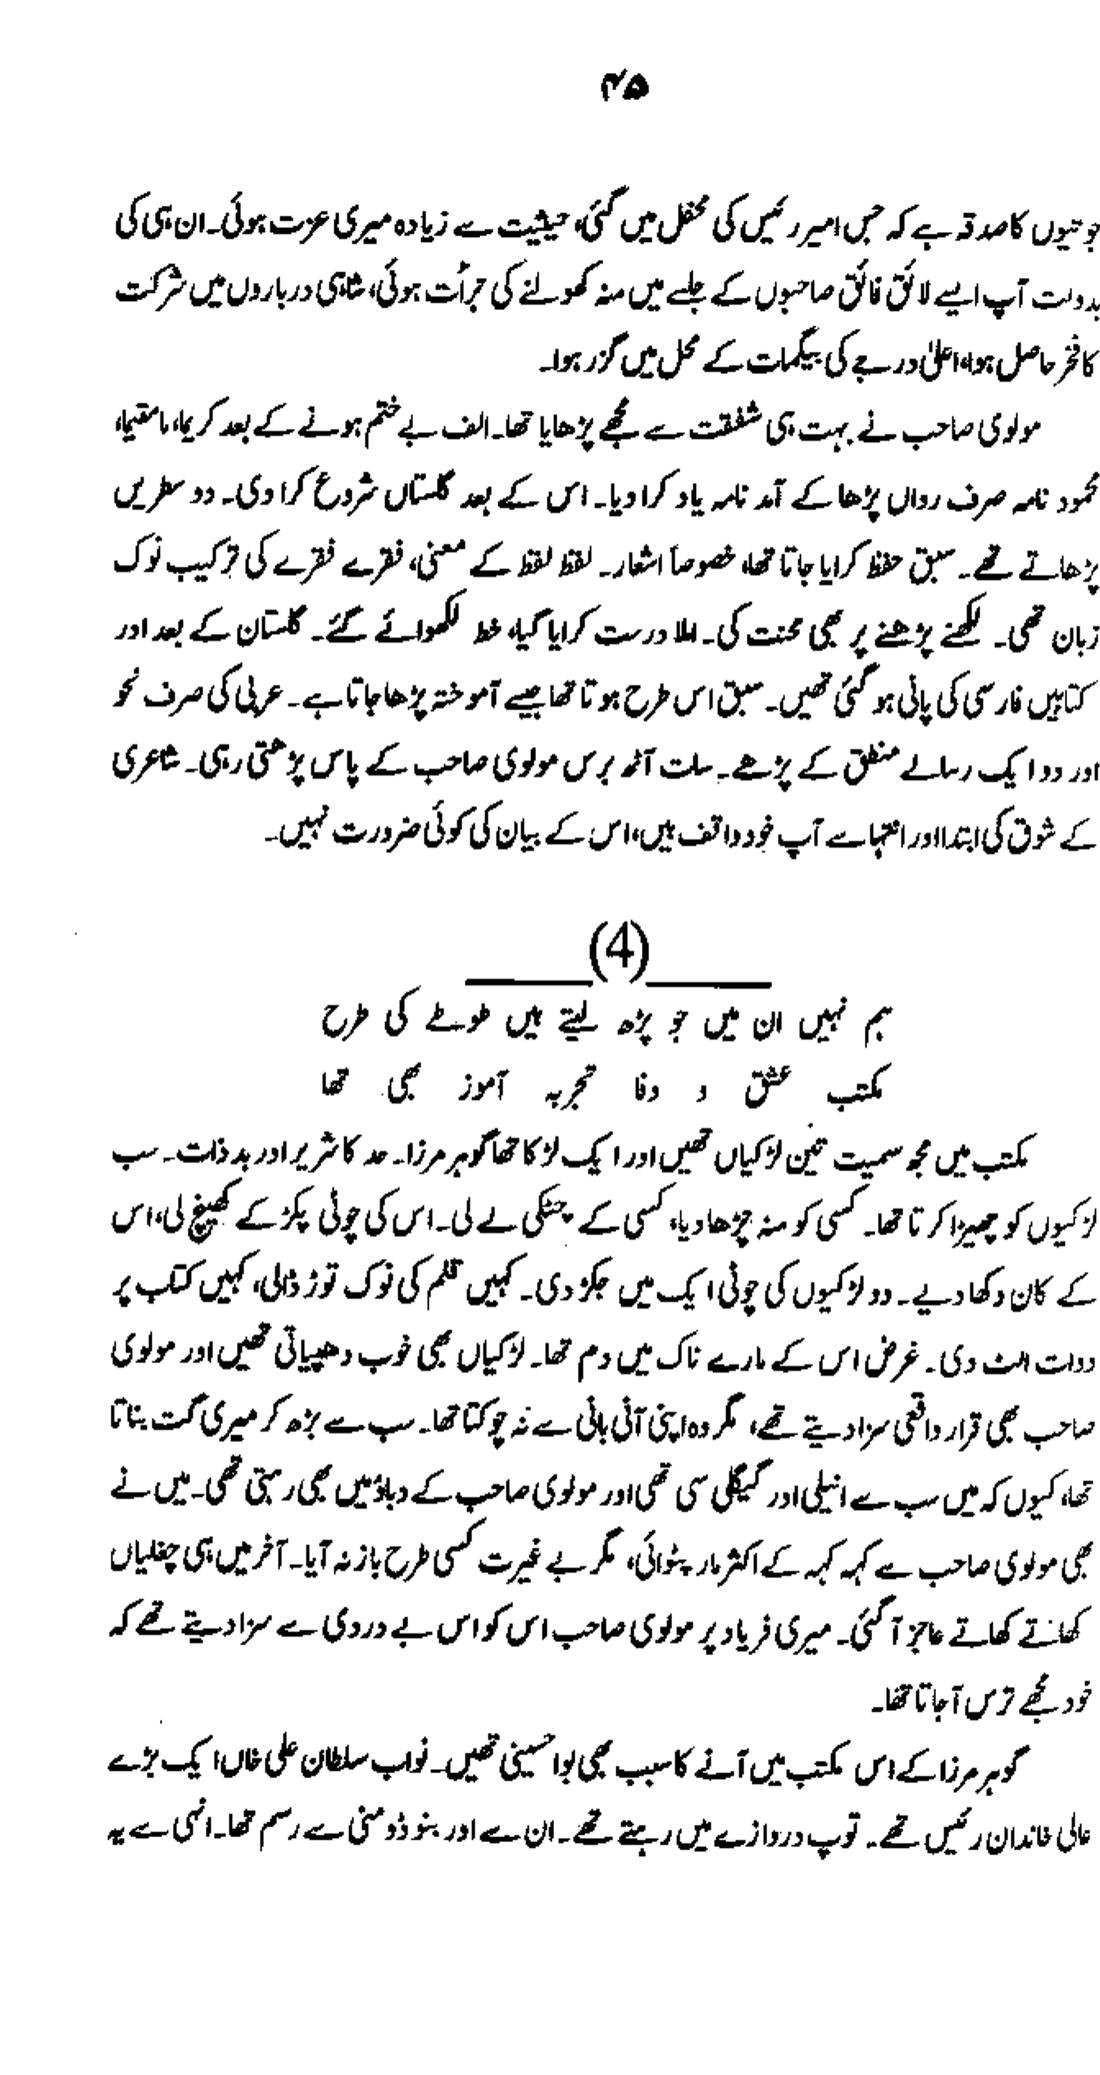 ۴۵
جوتیوں کا صدقہ ہے کہ جس امیر رئیس کی محفل میں گئی، حیثیت سے زیادہ میری عزت ہوئی۔ ان ہی کی
بدولت آپ ایسے لائق فائق صاحبوں کے جلسے میں منہ کھولنے کی جرأت ہوئی، شاہی درباروں میں شرکت
کا فخر حاصل ہوا، اعلیٰ درجے کی بیگمات کے محل میں گزر ہوا۔
مولوی صاحب نے بہت ہی شفقت سے مجھے پڑھایا تھا۔ الف بے ختم ہونے کے بعد کریما، مامقیما،
محمود نامہ صرف رواں پڑھا کے آمد نامہ یاد کرا دیا۔ اس کے بعد گلستاں شروع کرا دی۔ دو سطریں
پڑھاتے تھے۔ سبق حفظ کرایا جاتا تھا، خصوصاً اشعار۔ لفظ لفظ کے معنی، فقرے فقرے کی ترکیب نوک
زبان تھی۔ لکھنے پڑھنے پر بھی محنت کی۔ املا درست کرایا گیا، خط لکھوائے گئے۔ گلستان کے بعد اور
کتابیں فارسی کی پانی ہو گئی تھیں۔ سبق اس طرح ہوتا تھا جیسے آموختہ پڑھا جاتا ہے۔ عربی کی صرف نحو
اور دو ایک رسالے منطق کے پڑھے۔ سات آٹھ برس مولوی صاحب کے پاس پڑھتی رہی۔ شاعری
کے شوق کی ابتدا اور انتہا سے آپ خود واقف ہیں، اس کے بیان کی کوئی ضرورت نہیں۔
(4)
ہم نہیں ان میں جو پڑھ لیتے ہیں طوطے کی طرح
مکتب عشق و وفا تجربہ آموز بھی تھا
مکتب میں مجھ سمیت تین لڑکیاں تھیں اور ایک لڑکا تھا گوہر مرزا۔ حد کا شریر اور بد ذات۔ سب
لڑکیوں کو چھیڑا کرتا تھا۔ کسی کو منہ چڑھا دیا، کسی کے چٹکی لے لی۔ اس کی چوٹی پکڑ کے کھینچ لی، اس
کے کان دکھا دیے۔ دو لڑکیوں کی چوٹی ایک میں جکڑ دی۔ کہیں قلم کی نوک توڑ ڈالی، کہیں کتاب پر
دوات الٹ دی۔ غرض اس کے مارے ناک میں دم تھا۔ لڑکیاں بھی خوب دھپیاتی تھیں اور مولوی
صاحب بھی قرار واقعی سزا دیتے تھے، مگر وہ اپنی آئی بائی سے نہ چوکتا تھا۔ سب سے بڑھ کر میری گت بناتا
تھا، کیوں کہ میں سب سے انیلی اور گیگلی سی تھی اور مولوی صاحب کے دباؤ میں بھی رہتی تھی۔ میں نے
بھی مولوی صاحب سے کہہ کہہ کے اکثر مار پٹوائی، مگر بے غیرت کسی طرح باز نہ آیا۔ آخر میں ہی چغلیاں
کھاتے کھاتے عاجز آ گئی۔ میری فریاد پر مولوی صاحب اس کو اس بے دردی سے سزا دیتے تھے کہ
خود مجھے ترس آ جاتا تھا۔
گوہر مرزا کے اس مکتب میں آنے کا سبب بھی بوا حسینی تھیں۔ نواب سلطان علی خاں ایک بڑے
عالی خاندان رئیس تھے۔ توپ دروازے میں رہتے تھے۔ ان سے اور بنو ڈومنی سے رسم تھا۔ انہی سے یہ